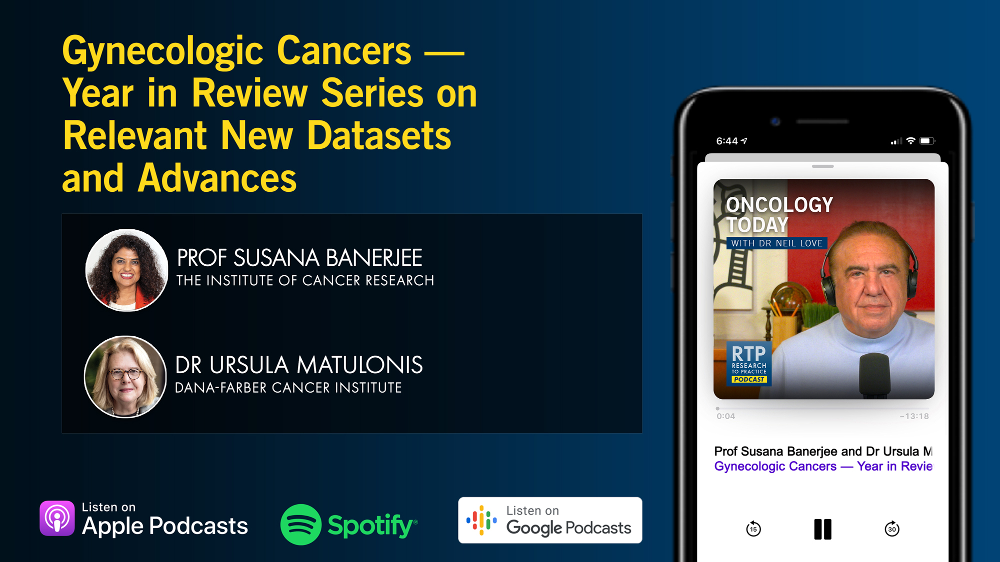 Gynecologic Cancers —
Year in Review Series on
Relevant New Datasets
and Advances
PROF SUSANA BANERJEE
THE INSTITUTE OF CANCER RESEARCH
DR URSULA MATULONIS
DANA-FARBER CANCER INSTITUTE
Listen on
Apple Podcasts
Spotify®
Listen on
Google Podcasts
6:44
ONCOLOGY
TODAY
WITH DR NEIL LOVE
RTP
RESEARCH
TO PRACTICE
PODCAST
0:04
−13:18
Prof Susana Banerjee and Dr Ursula M
Gynecologic Cancers — Year in Revie
15
30